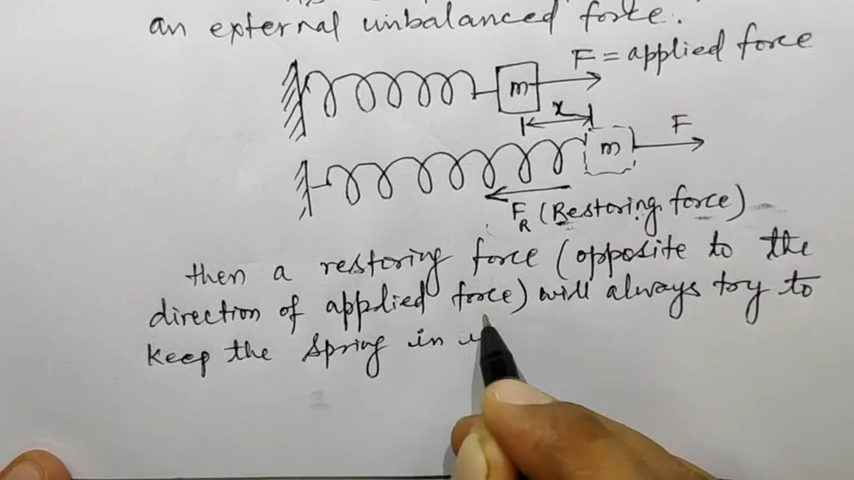 an external unbalanced force.
F = applied force
m
x
F
m
F_R (Restoring force)
then a restoring force (opposite to the
direction of applied force) will always try to
keep the spring in